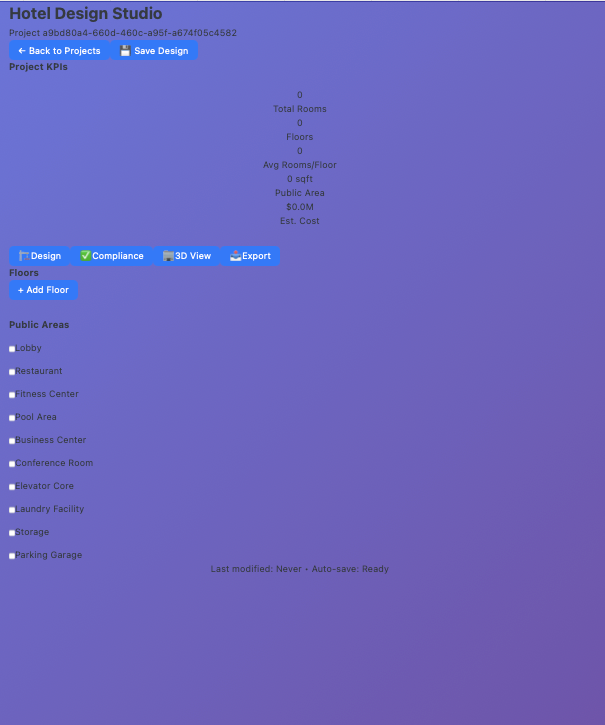 Hotel Design Studio
Project a9bd80a4-660d-460c-a95f-a674f05c4582
← Back to Projects 💾 Save Design
Project KPIs
0
Total Rooms
0
Floors
0
Avg Rooms/Floor
0 sqft
Public Area
$0.0M
Est. Cost
🏗️Design ✅Compliance 🏢3D View 📤Export
Floors
+ Add Floor
Public Areas
Lobby
Restaurant
Fitness Center
Pool Area
Business Center
Conference Room
Elevator Core
Laundry Facility
Storage
Parking Garage
Last modified: Never • Auto-save: Ready